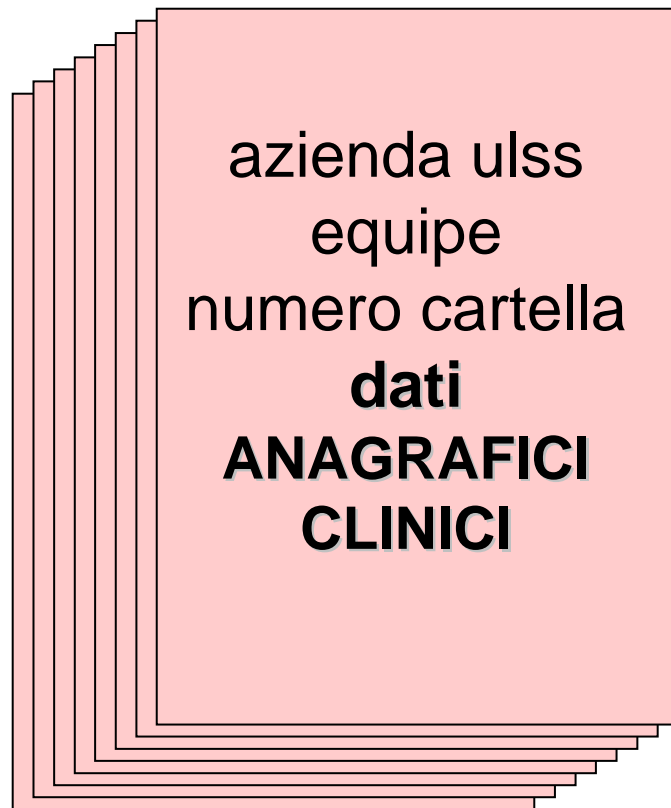 azienda ulss
equipe
numero cartella
dati
ANAGRAFICI
CLINICI